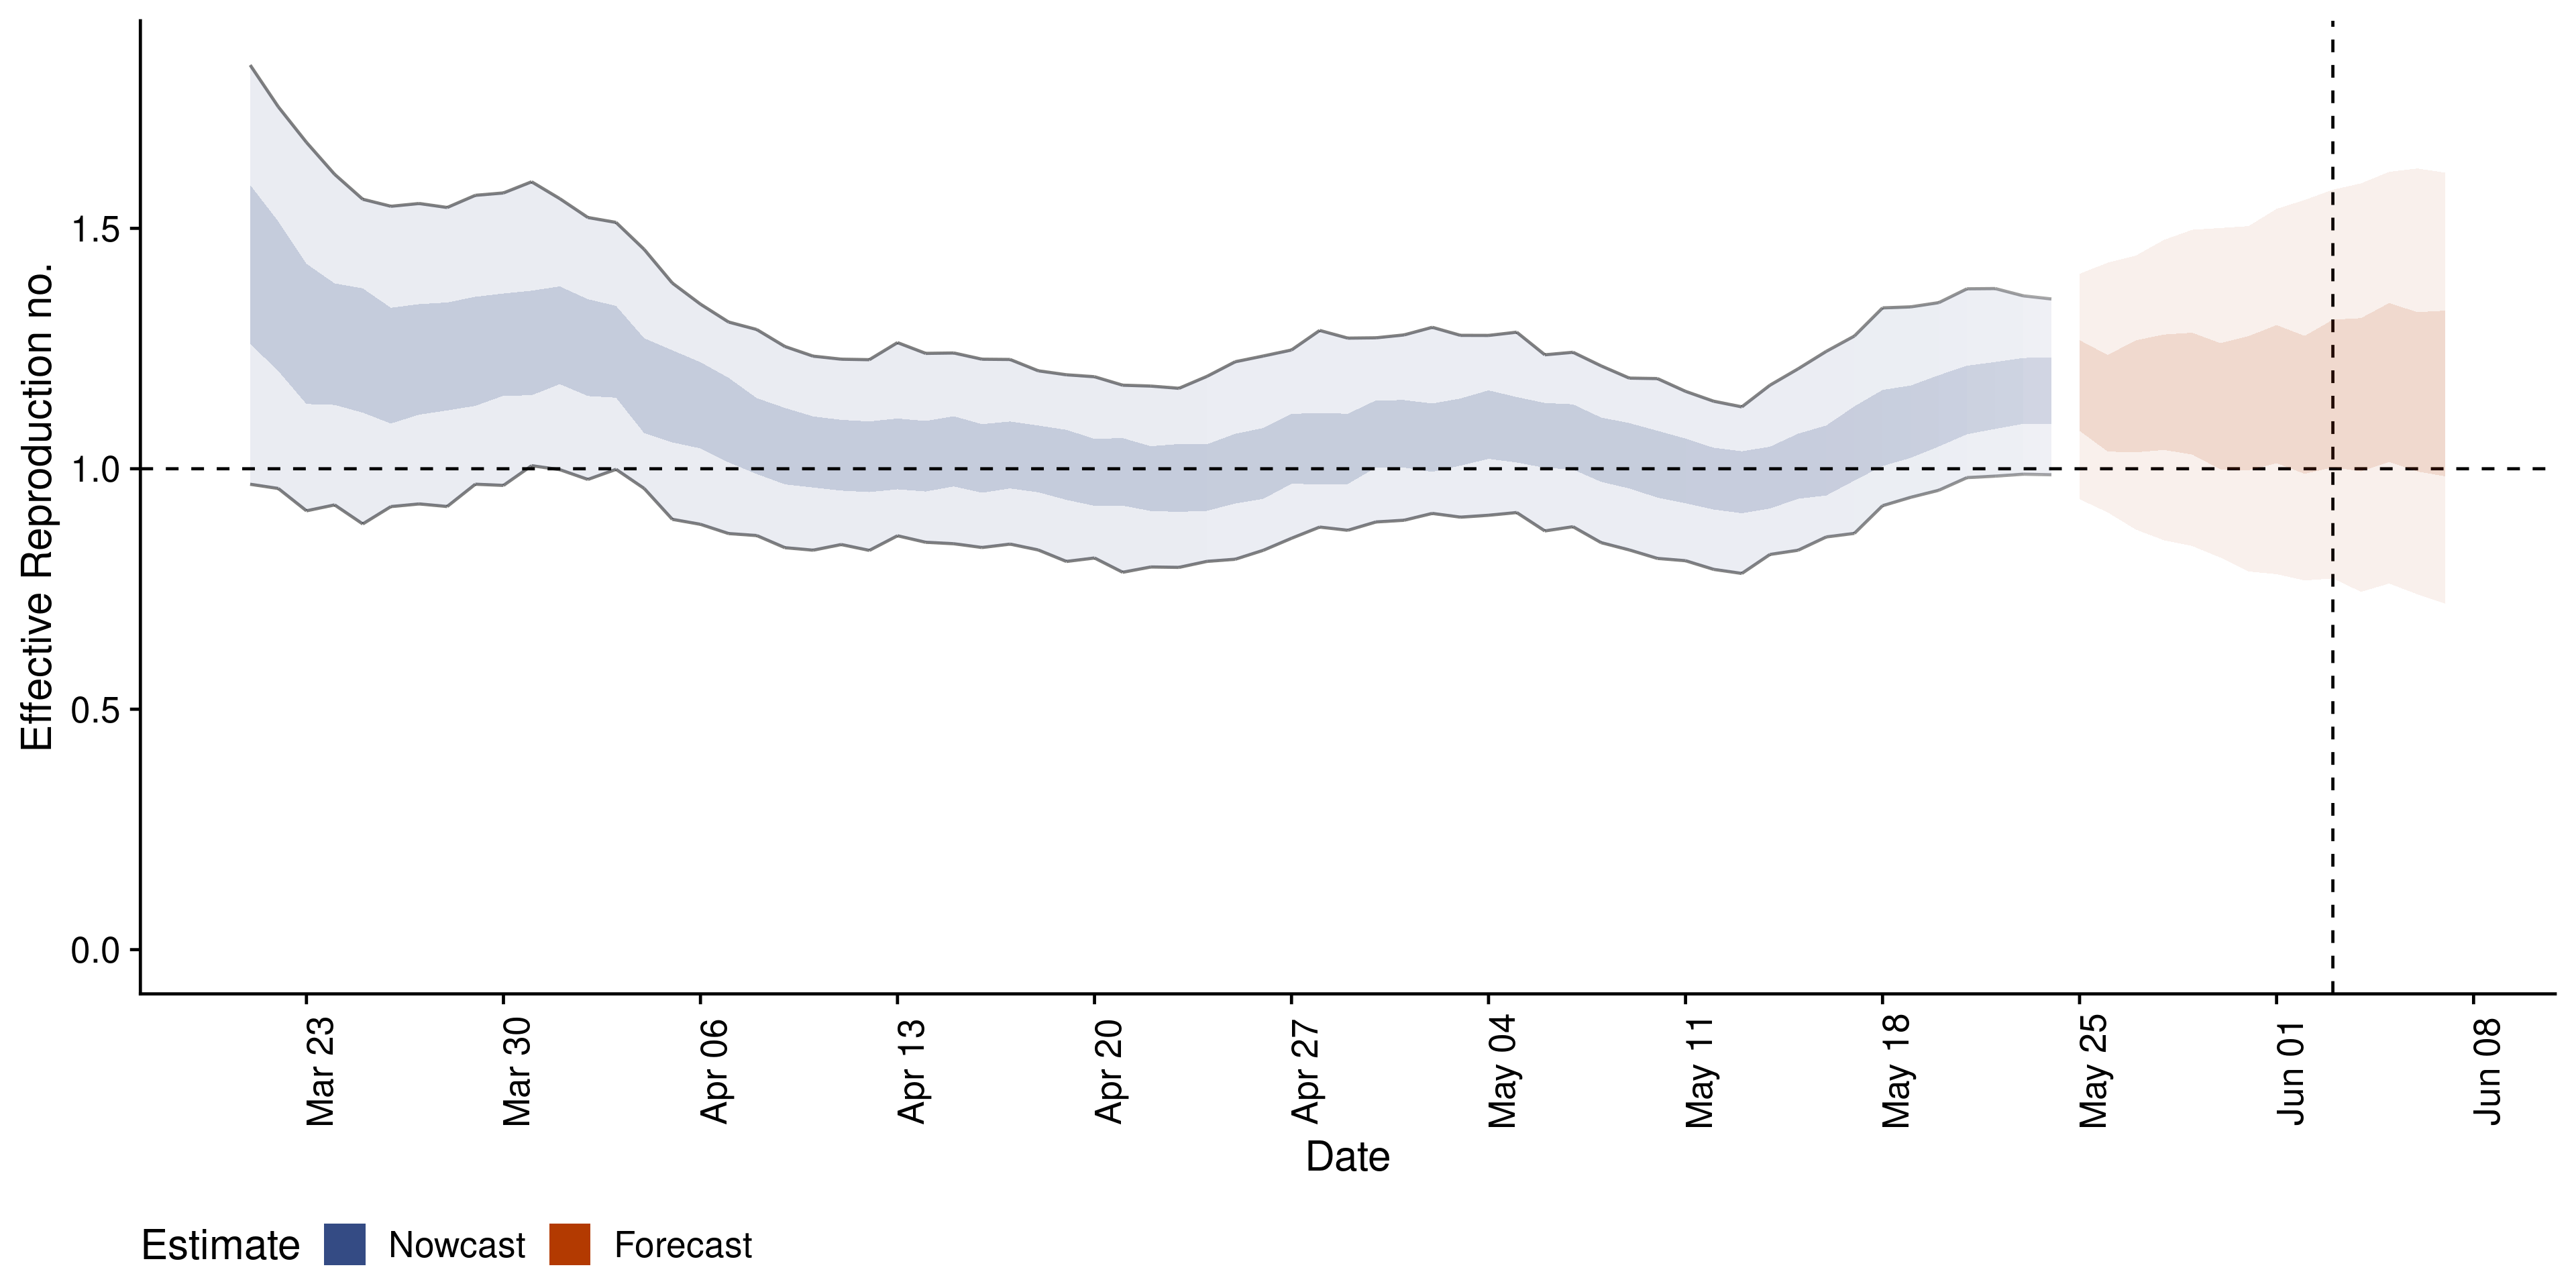 Effective Reproduction no.
1.5
1.0
0.5
0.0
Mar 23
Mar 30
Apr 06
Apr 13
Apr 20
Apr 27
May 04
May 11
May 18
May 25
Jun 01
Jun 08
Date
Estimate Nowcast Forecast